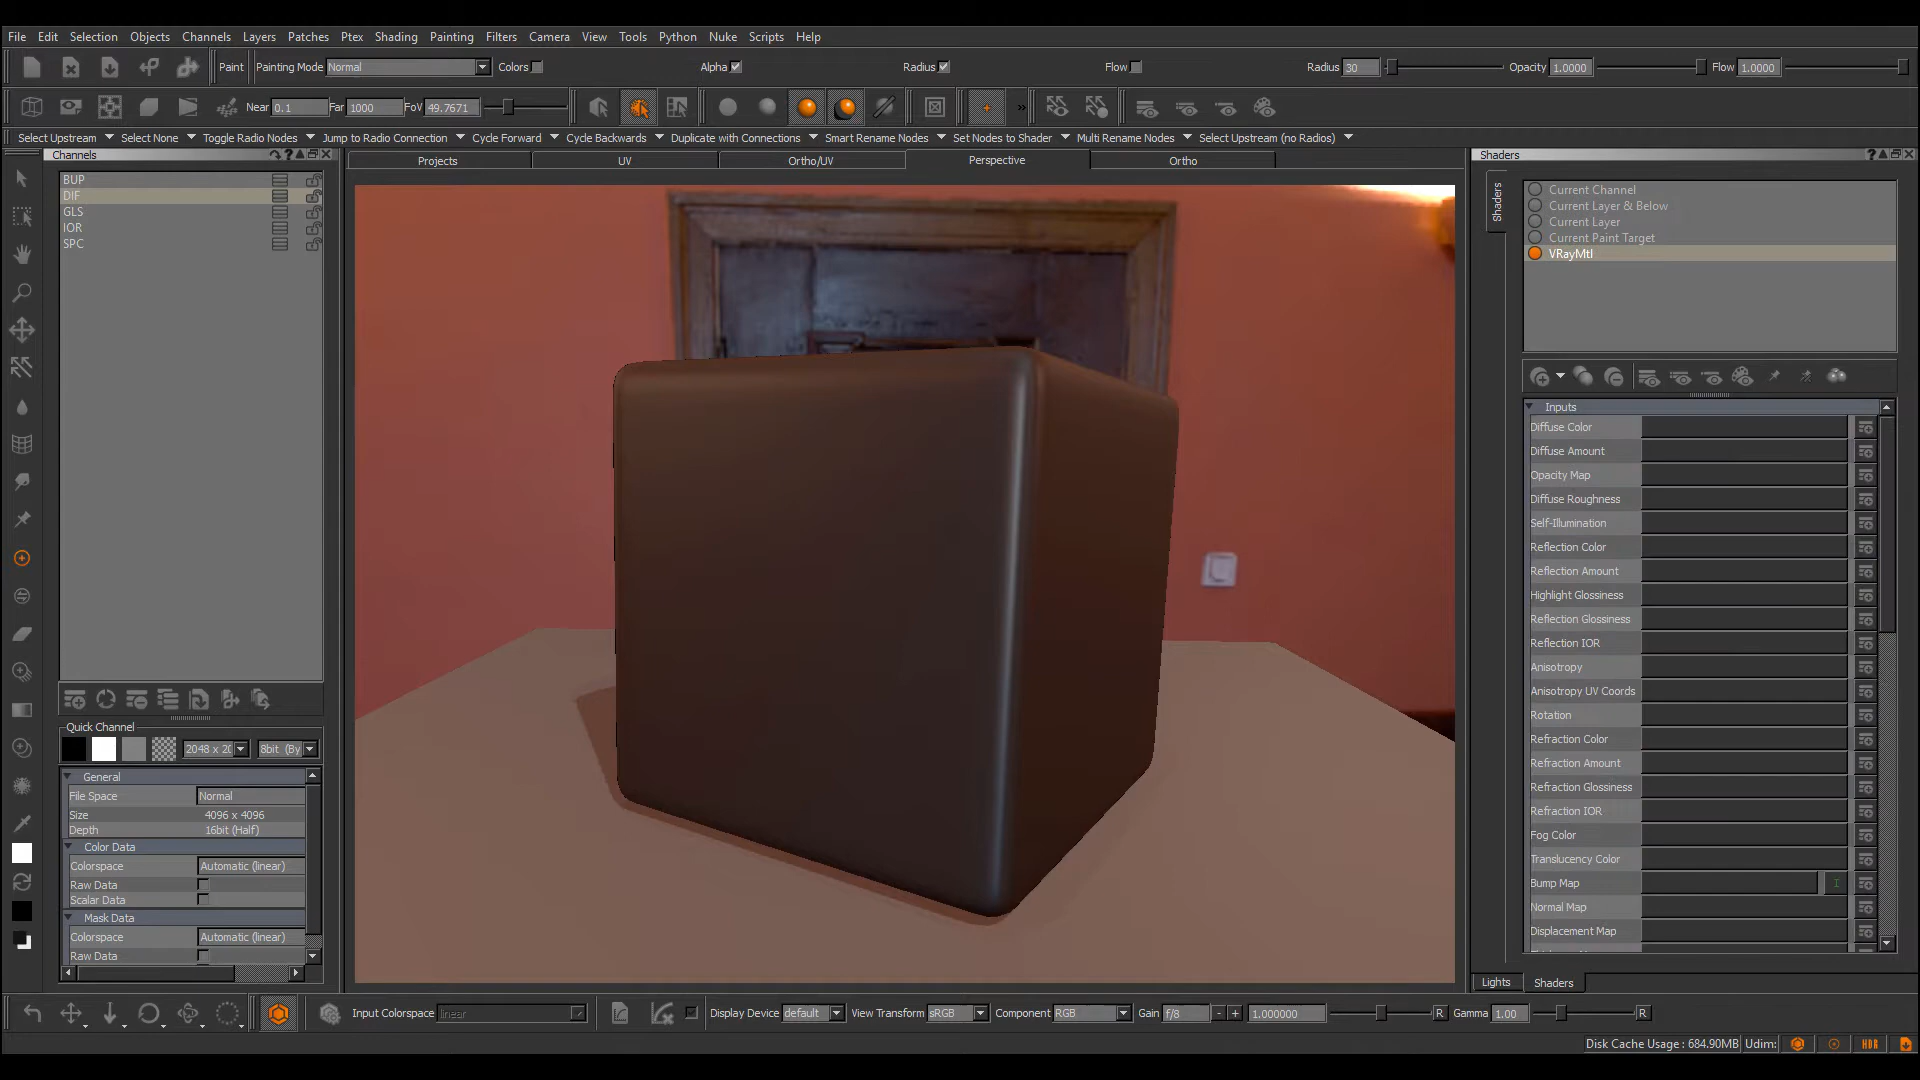 File Edit Selection Objects Channels Layers Patches Ptex Shading Painting Filters Camera View Tools Python Nuke Scripts Help
Paint Painting Mode Normal Colors Alpha Radius Flow Radius 30 Opacity 1.0000 Flow 1.0000
Near 0.1 Far 1000 FoV 49.7671 »
Select Upstream Select None Toggle Radio Nodes Jump to Radio Connection Cycle Forward Cycle Backwards Duplicate with Connections Smart Rename Nodes Set Nodes to Shader Multi Rename Nodes Select Upstream (no Radios)
Channels
BUP
DIF
GLS
IOR
SPC
Quick Channel
2048 x 20 8bit (By
General
File Space Normal
Size 4096 x 4096
Depth 16bit (Half)
Color Data
Colorspace Automatic (linear)
Raw Data
Scalar Data
Mask Data
Colorspace Automatic (linear)
Raw Data
Projects UV Ortho/UV Perspective Ortho
Shaders
Shaders
Current Channel
Current Layer & Below
Current Layer
Current Paint Target
VRayMtl
Inputs
Diffuse Color
Diffuse Amount
Opacity Map
Diffuse Roughness
Self-Illumination
Reflection Color
Reflection Amount
Highlight Glossiness
Reflection Glossiness
Reflection IOR
Anisotropy
Anisotropy UV Coords
Rotation
Refraction Color
Refraction Amount
Refraction Glossiness
Refraction IOR
Fog Color
Translucency Color
Bump Map
Normal Map
Displacement Map
Lights Shaders
Input Colorspace linear Display Device default View Transform sRGB Component RGB Gain f/8 - + 1.000000 R Gamma 1.00 R
Disk Cache Usage : 684.90MB Udim: HDR